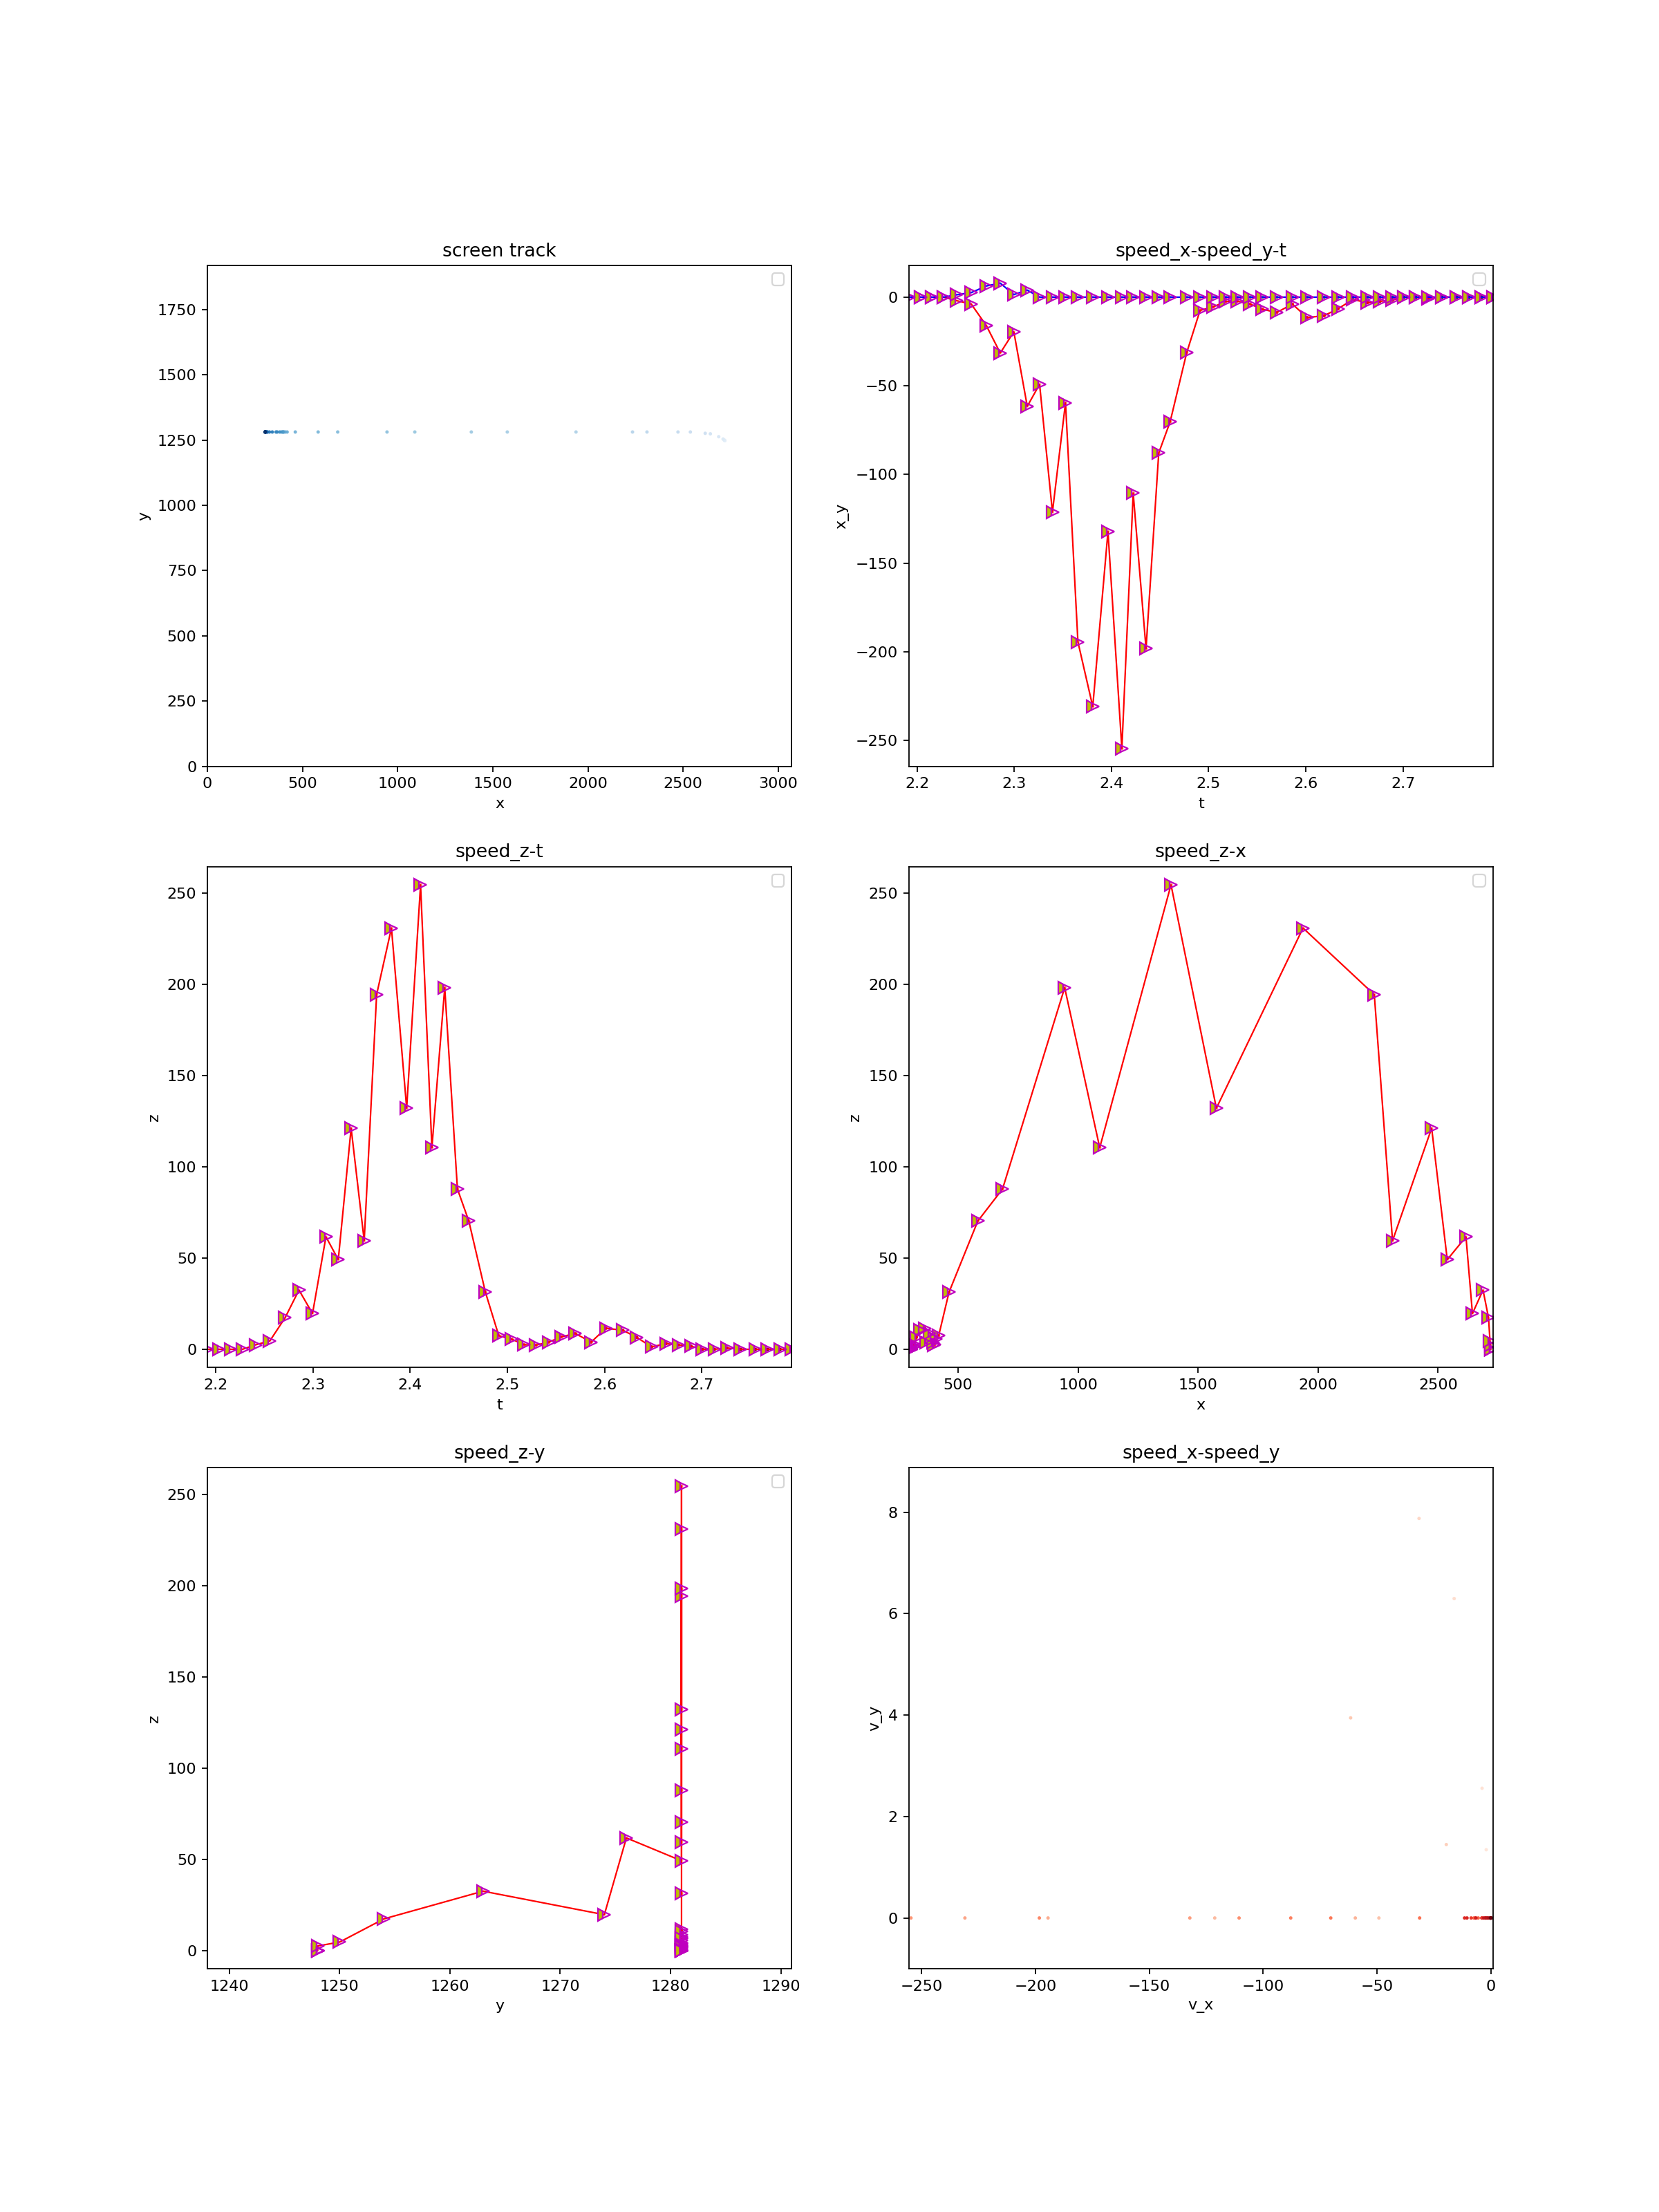 screen track
1750
1500
1250
1000
750
500
250
0
y
0 500 1000 1500 2000 2500 3000
x
speed_x-speed_y-t
0
−50
−100
−150
−200
−250
x_y
2.2 2.3 2.4 2.5 2.6 2.7
t
speed_z-t
250
200
150
100
50
0
z
2.2 2.3 2.4 2.5 2.6 2.7
t
speed_z-x
250
200
150
100
50
0
z
500 1000 1500 2000 2500
x
speed_z-y
250
200
150
100
50
0
z
1240 1250 1260 1270 1280 1290
y
speed_x-speed_y
8
6
4
2
0
v_y
−250 −200 −150 −100 −50 0
v_x